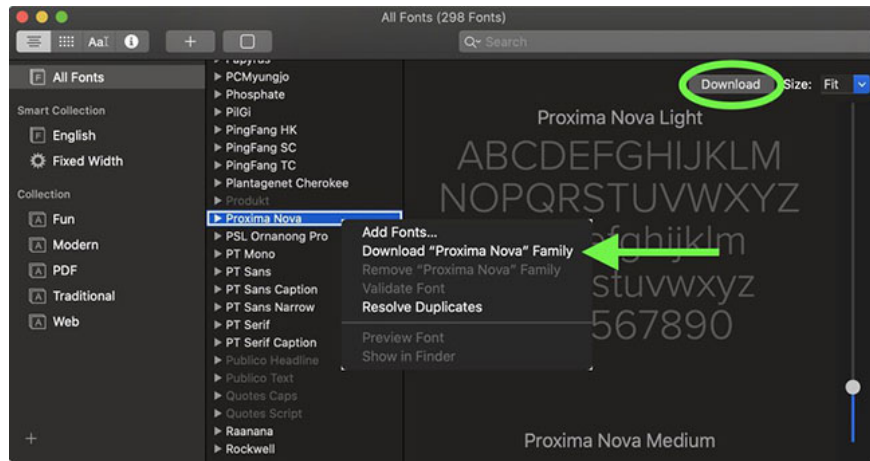 All Fonts (298 Fonts)
AaI
Search
All Fonts
Smart Collection
English
Fixed Width
Collection
Fun
Modern
PDF
Traditional
Web
Papyrus
PCMyungjo
Phosphate
PilGi
PingFang HK
PingFang SC
PingFang TC
Plantagenet Cherokee
Produkt
Proxima Nova
PSL Ornanong Pro
PT Mono
PT Sans
PT Sans Caption
PT Sans Narrow
PT Serif
PT Serif Caption
Publico Headline
Publico Text
Quotes Caps
Quotes Script
Raanana
Rockwell
Add Fonts...
Download “Proxima Nova” Family
Remove “Proxima Nova” Family
Validate Font
Resolve Duplicates
Preview Font
Show in Finder
Download Size: Fit
Proxima Nova Light
ABCDEFGHIJKLM
NOPQRSTUVWXYZ
efghijklm
stuvwxyz
567890
Proxima Nova Medium